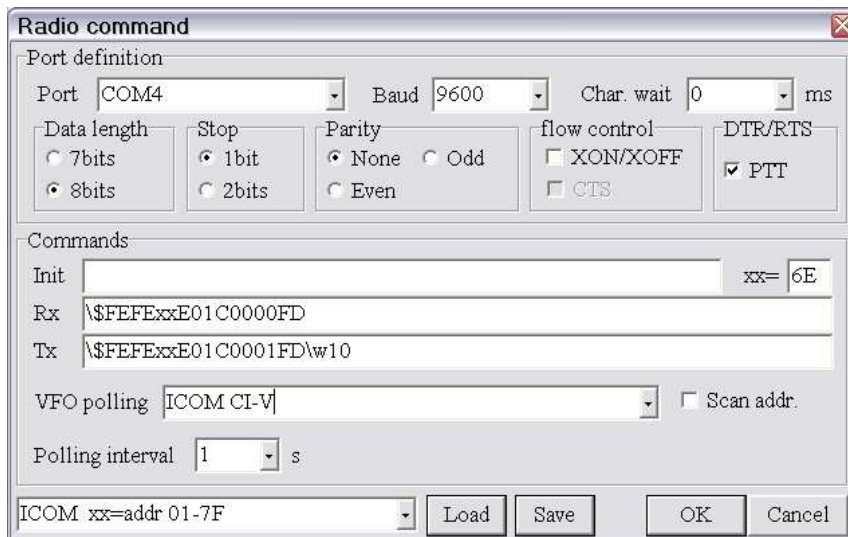 Radio command
Port definition
Port COM4 Baud 9600 Char. wait 0 ms
Data length Stop Parity flow control DTR/RTS
7bits 1bit None Odd XON/XOFF PTT
8bits 2bits Even CTS
Commands
Init xx= 6E
Rx \$FEFExxE01C0000FD
Tx \$FEFExxE01C0001FD\w10
VFO polling ICOM CI-V Scan addr.
Polling interval 1 s
ICOM xx=addr 01-7F Load Save OK Cancel